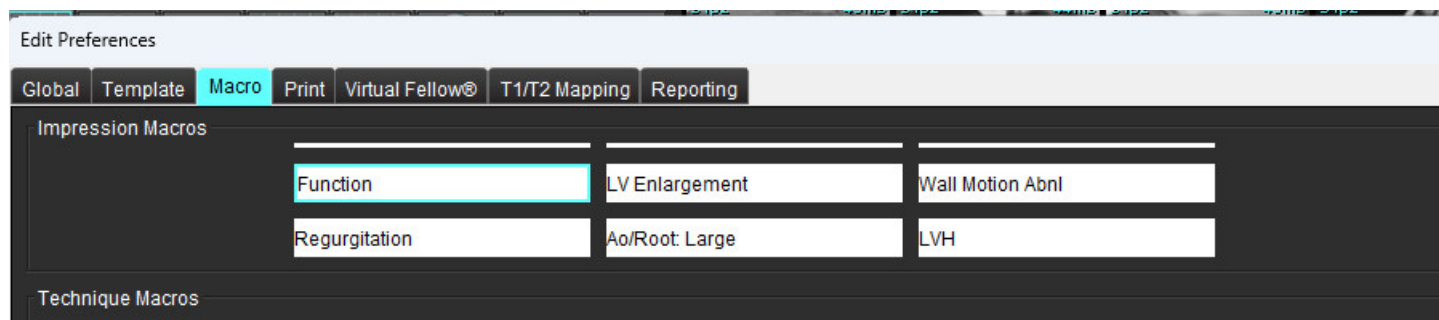 Edit Preferences
Global Template Macro Print Virtual Fellow® T1/T2 Mapping Reporting
Impression Macros
Function LV Enlargement Wall Motion Abnl
Regurgitation Ao/Root: Large LVH
Technique Macros